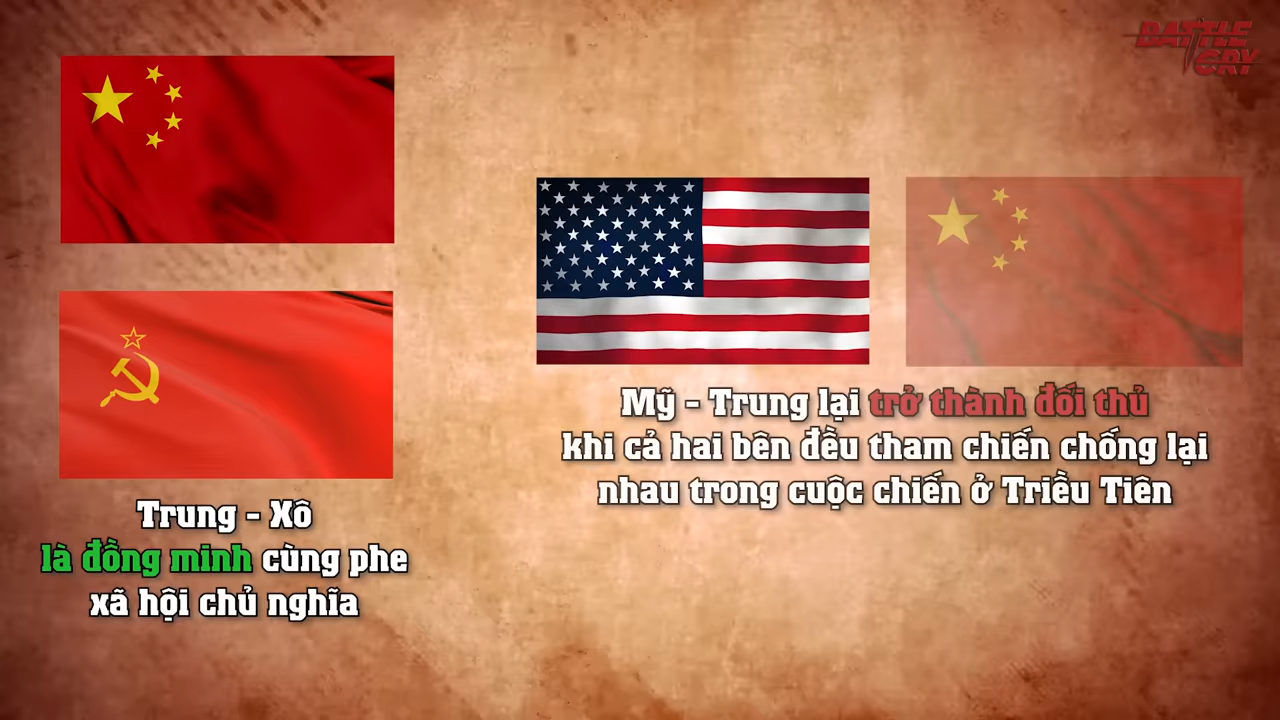 BATTLE
CRY
Trung - Xô
là đồng minh cùng phe
xã hội chủ nghĩa
Mỹ - Trung lại trở thành đối thủ
khi cả hai bên đều tham chiến chống lại
nhau trong cuộc chiến ở Triều Tiên